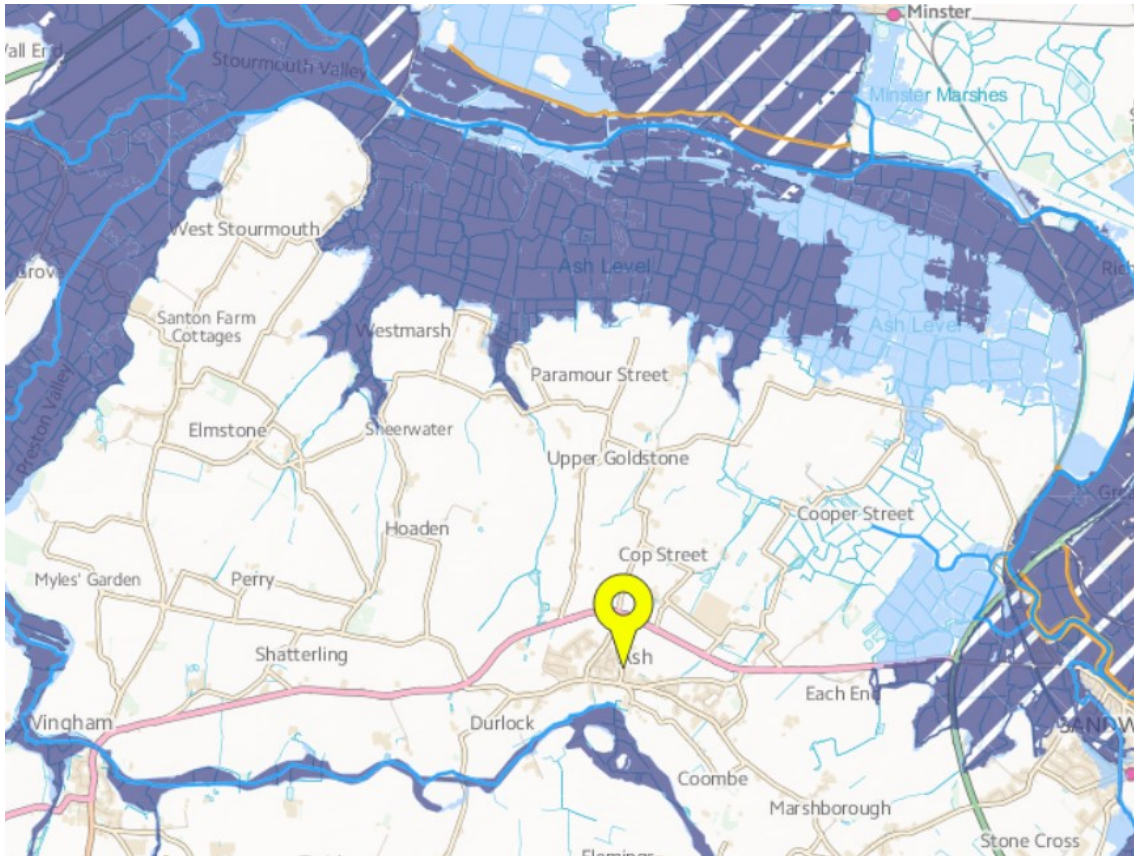 Minster
Stourmouth Valley
Minster Marshes
West Stourmouth
Ash Level
Grove
Santon Farm
Cottages
Westmarsh
Ash Level
Preston Valley
Paramour Street
Elmstone
Sheerwater
Upper Goldstone
Cooper Street
Hoaden
Cop Street
Myles' Garden
Perry
Ash
Shatterling
Each End
Wingham
Durlock
SANDW
Coombe
Marshborough
Stone Cross